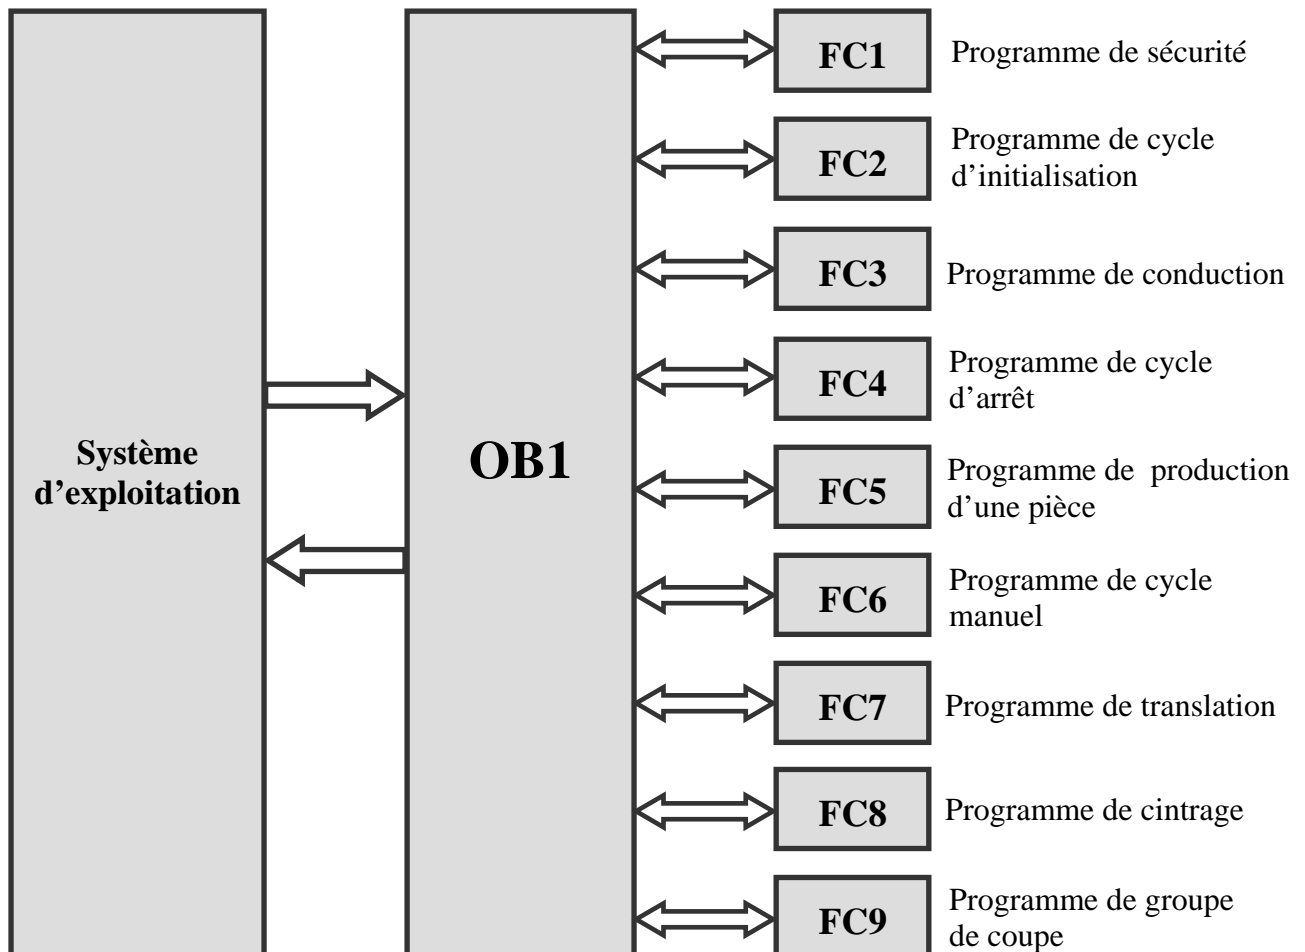 FC1
Programme de sécurité
FC2
Programme de cycle
d’initialisation
FC3
Programme de conduction
FC4
Programme de cycle
d’arrêt
Système
d’exploitation
OB1
FC5
Programme de production
d’une pièce
FC6
Programme de cycle
manuel
FC7
Programme de translation
FC8
Programme de cintrage
FC9
Programme de groupe
de coupe